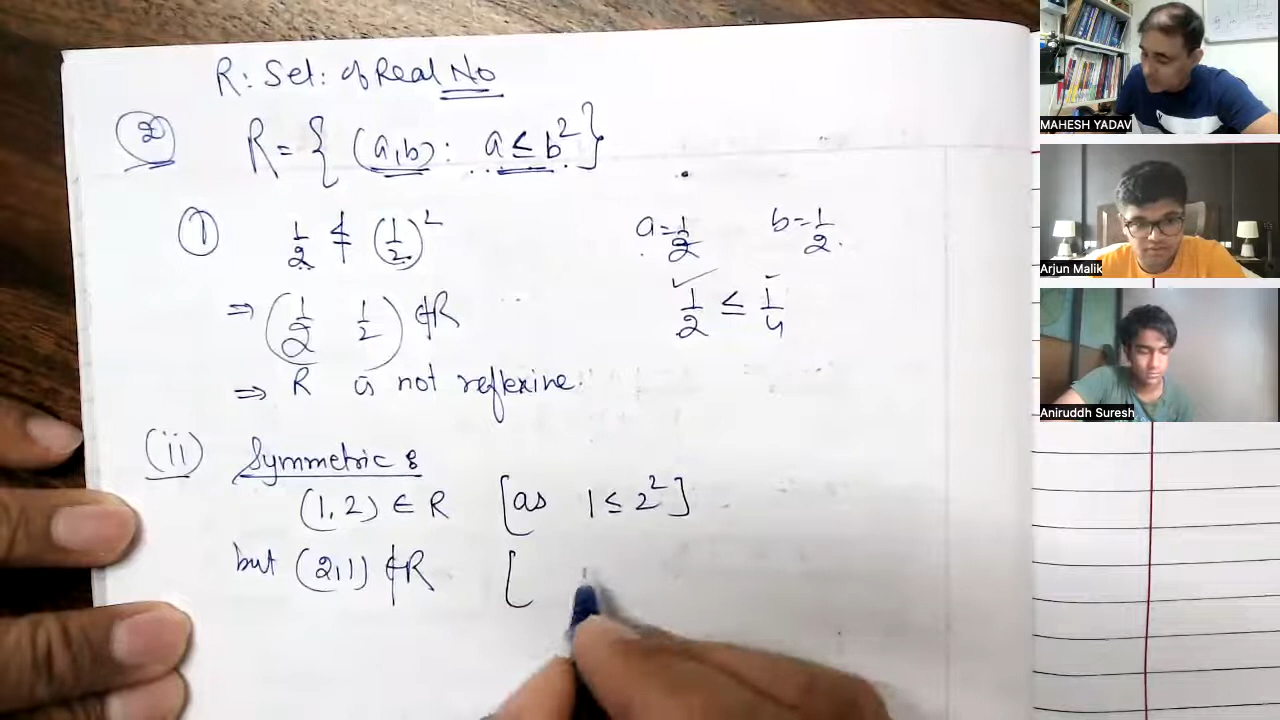 R: Set: of Real No
② R = { (a,b) : a ≤ b² }
① 1/2 ≰ (1/2)² a = 1/2 b = 1/2.
⇒ (1/2 1/2) ∉ R 1/2 ≤ 1/4
⇒ R is not reflexive.
(ii) Symmetric :
(1,2) ∈ R [as 1 ≤ 2²]
but (2,1) ∉ R [
MAHESH YADAV
Arjun Malik
Aniruddh Suresh